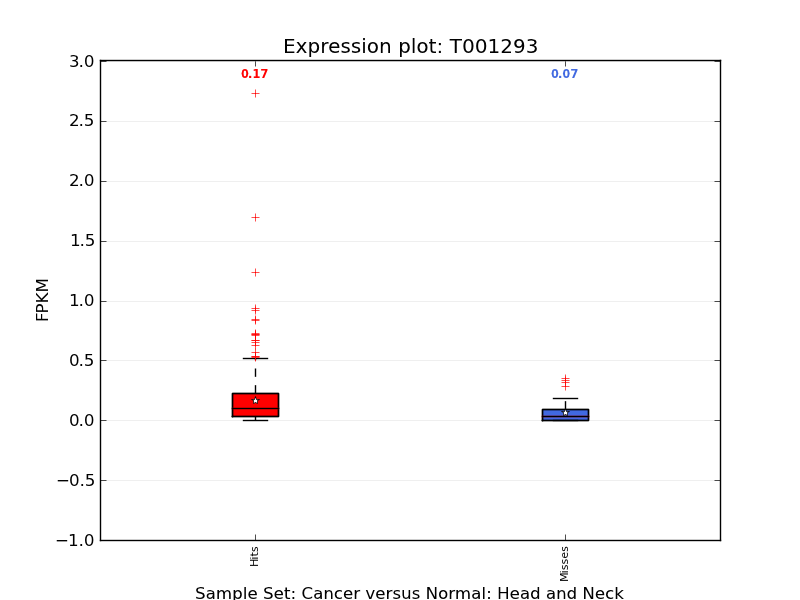 Expression plot: T001293
3.0
0.17
0.07
2.5
2.0
1.5
1.0
0.5
0.0
−0.5
−1.0
FPKM
Hits
Misses
Sample Set: Cancer versus Normal: Head and Neck